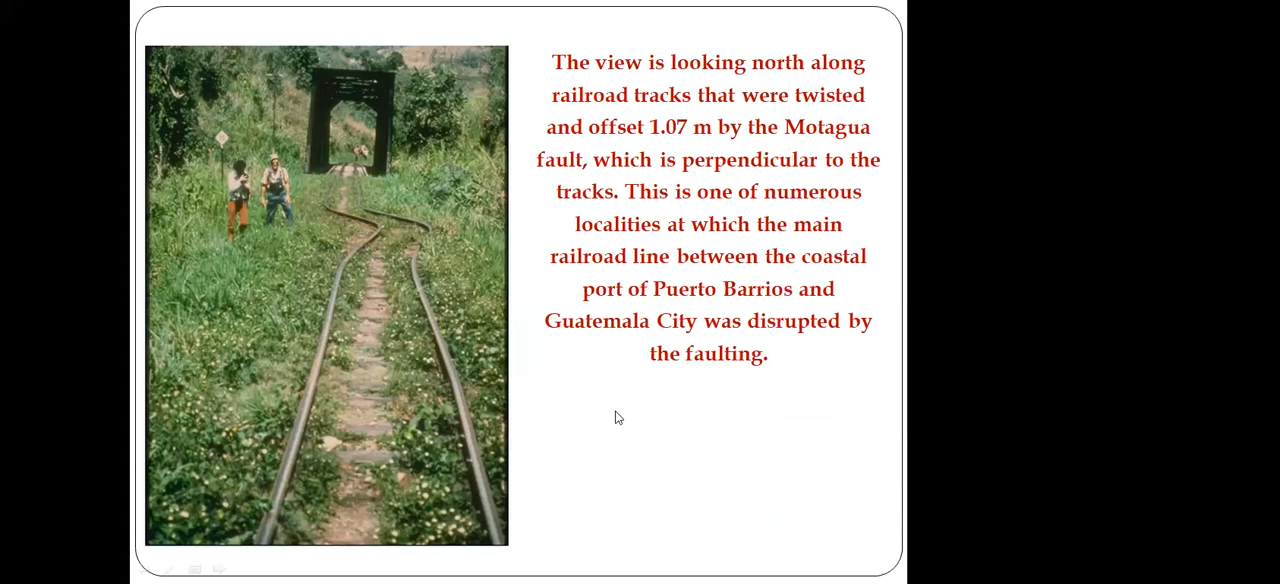 The view is looking north along
railroad tracks that were twisted
and offset 1.07 m by the Motagua
fault, which is perpendicular to the
tracks. This is one of numerous
localities at which the main
railroad line between the coastal
port of Puerto Barrios and
Guatemala City was disrupted by
the faulting.